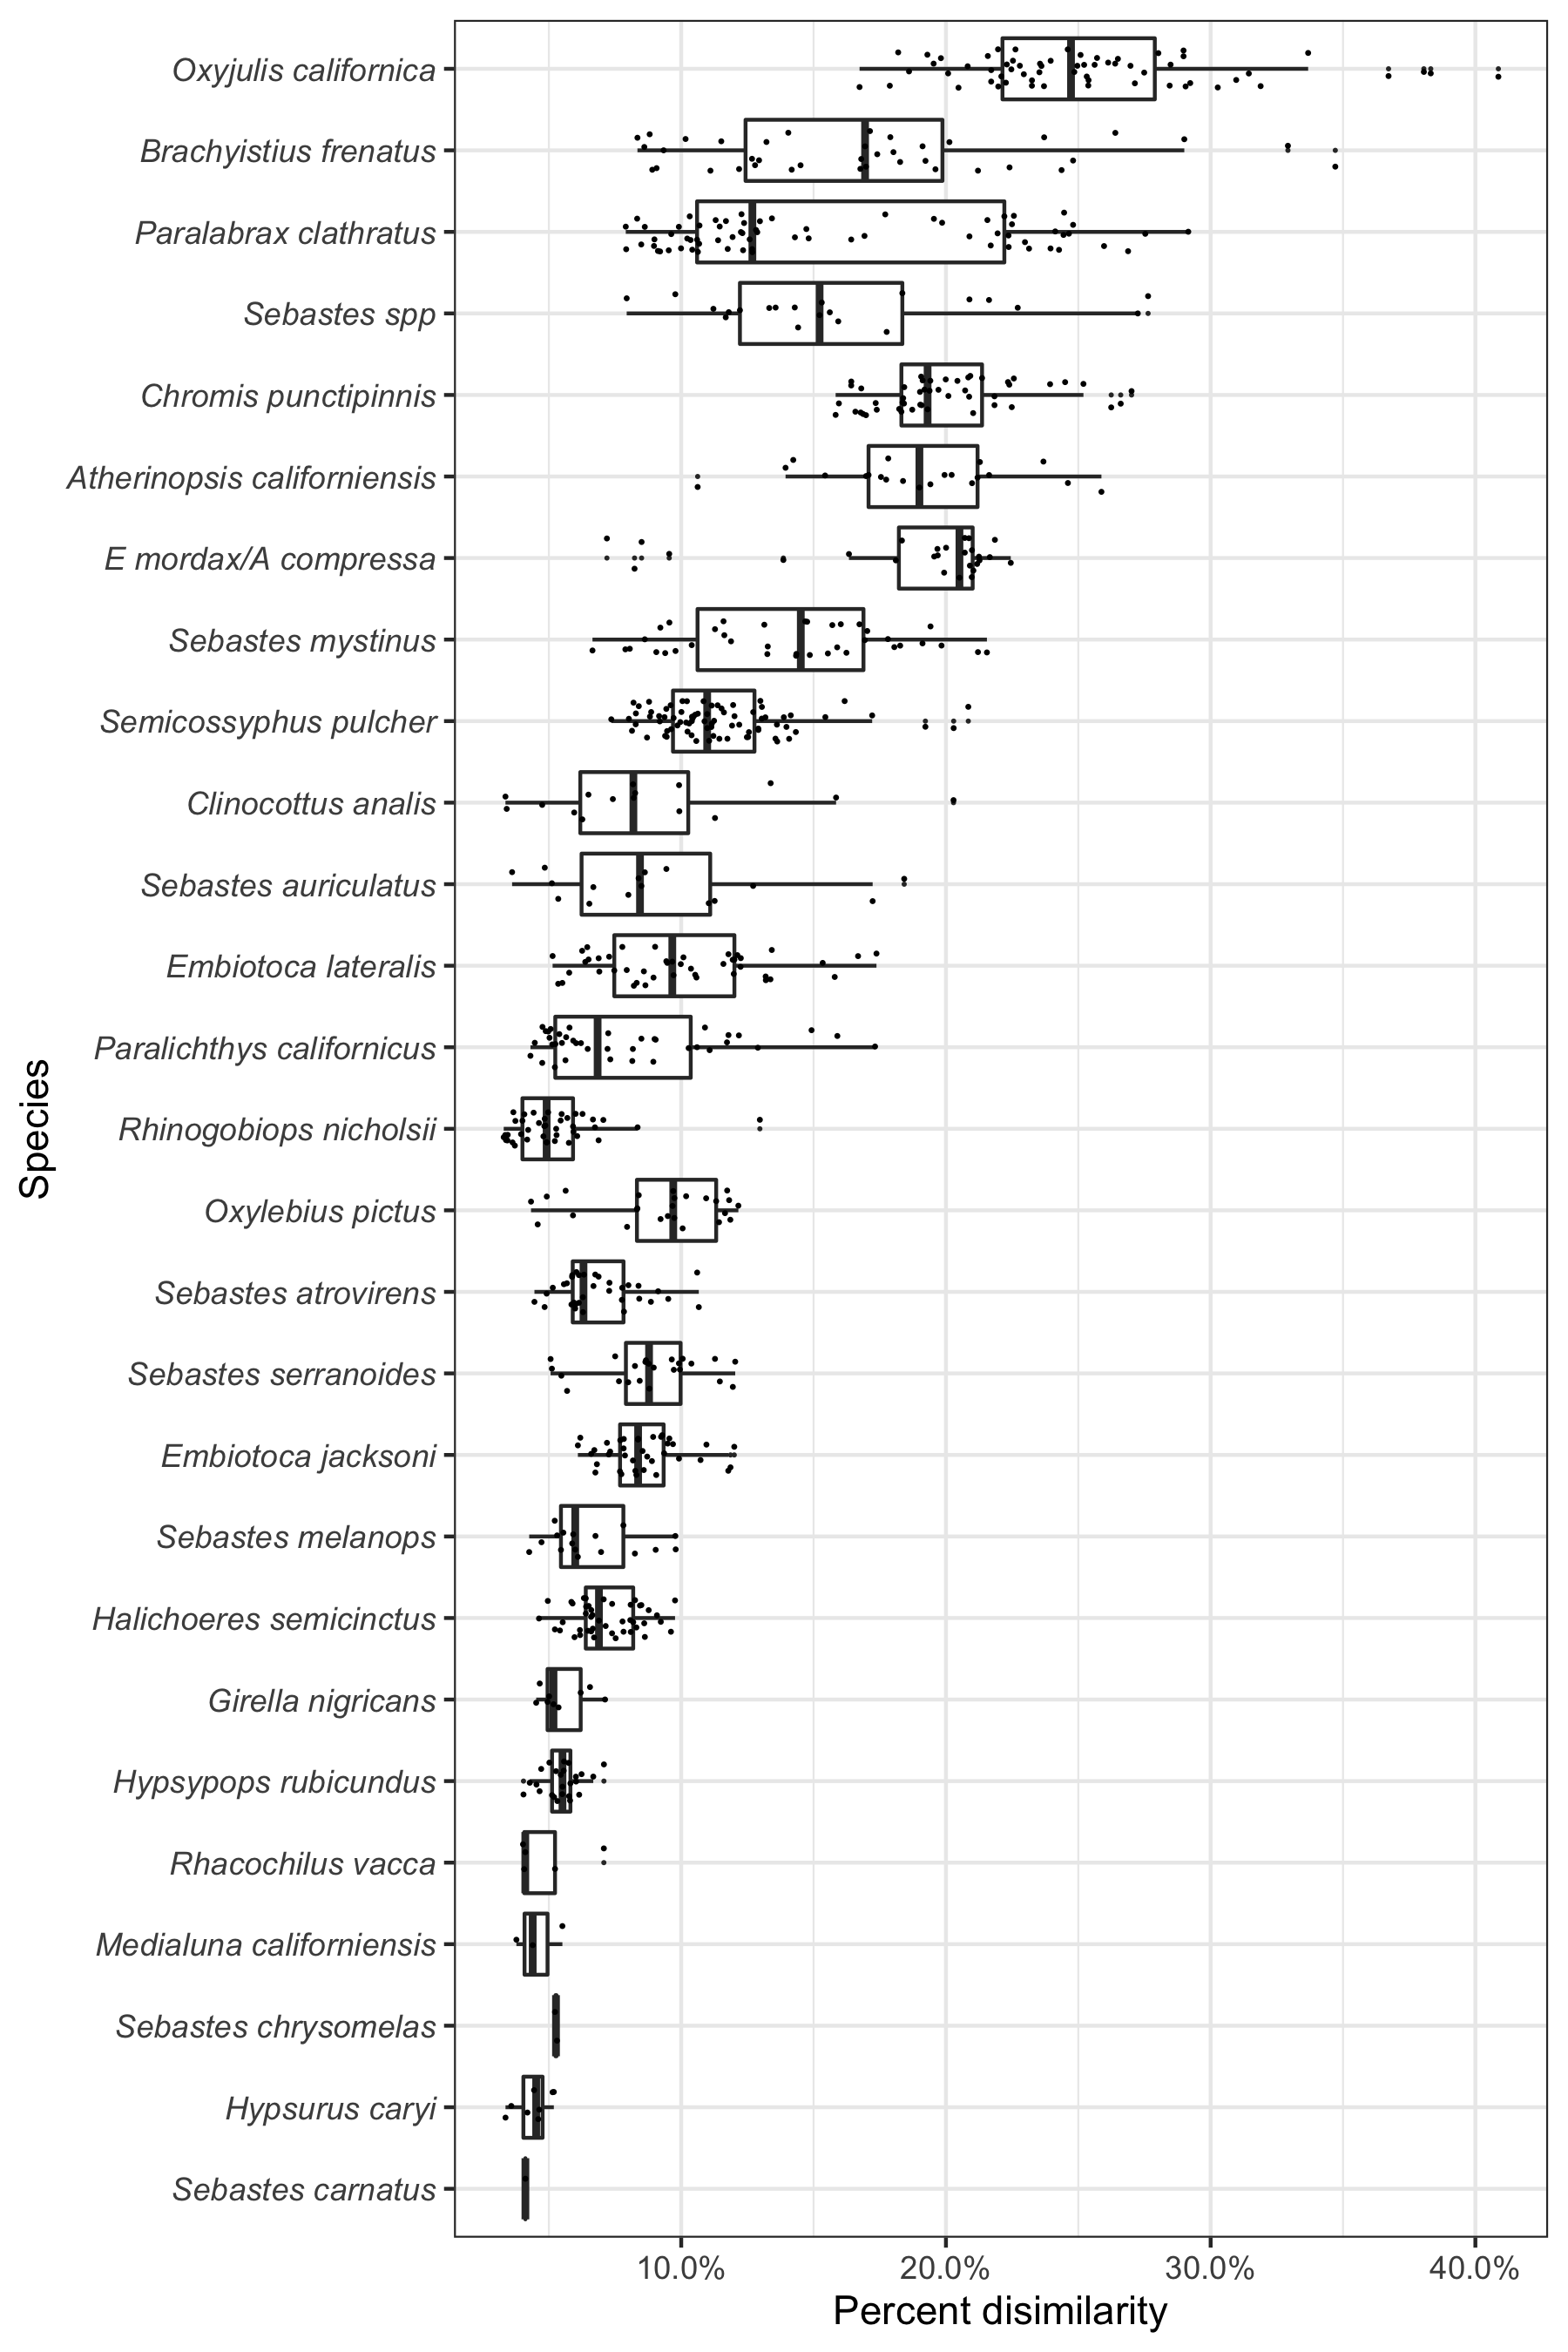 Oxyjulis californica
Brachyistius frenatus
Paralabrax clathratus
Sebastes spp
Chromis punctipinnis
Atherinopsis californiensis
E mordax/A compressa
Sebastes mystinus
Semicossyphus pulcher
Clinocottus analis
Sebastes auriculatus
Embiotoca lateralis
Paralichthys californicus
Rhinogobiops nicholsii
Oxylebius pictus
Sebastes atrovirens
Sebastes serranoides
Embiotoca jacksoni
Sebastes melanops
Halichoeres semicinctus
Girella nigricans
Hypsypops rubicundus
Rhacochilus vacca
Medialuna californiensis
Sebastes chrysomelas
Hypsurus caryi
Sebastes carnatus
Species
10.0% 20.0% 30.0% 40.0%
Percent disimilarity